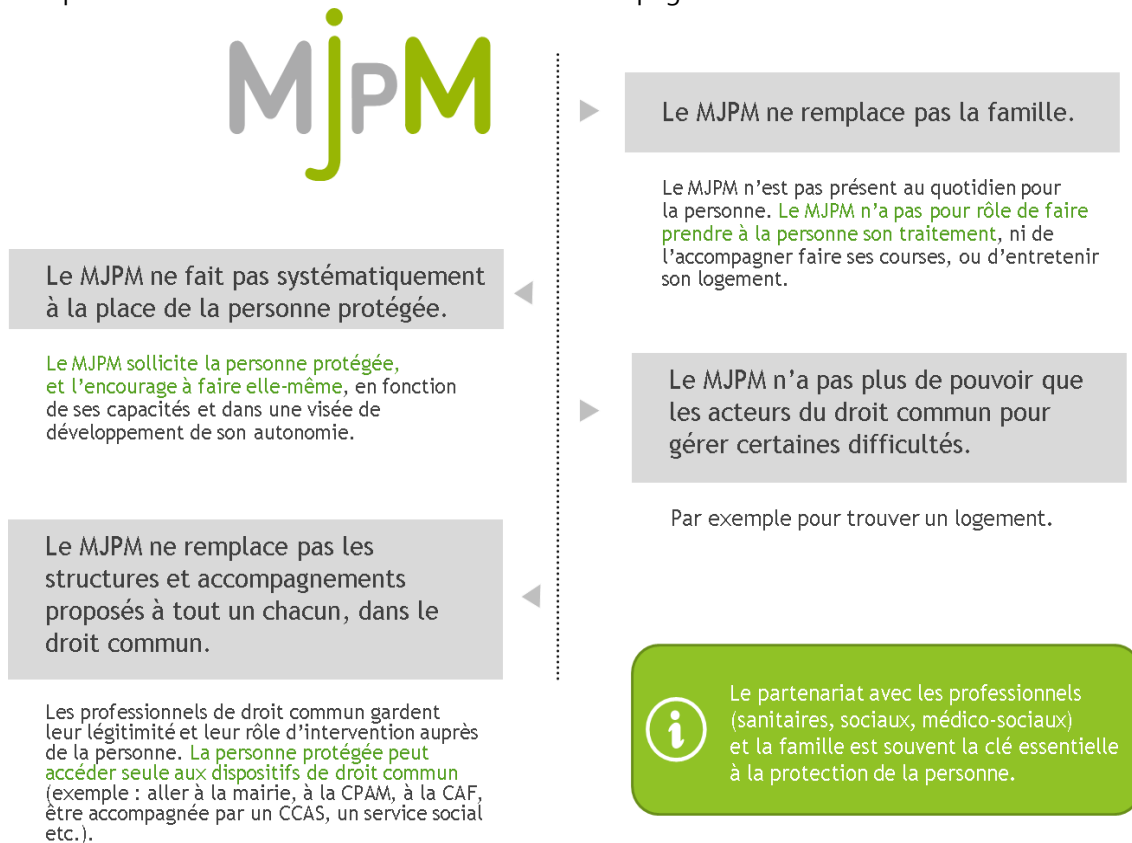 MjPM
Le MJPM ne remplace pas la famille.
Le MJPM n’est pas présent au quotidien pour
la personne. Le MJPM n’a pas pour rôle de faire
prendre à la personne son traitement, ni de
l’accompagner faire ses courses, ou d’entretenir
son logement.
Le MJPM ne fait pas systématiquement
à la place de la personne protégée.
Le MJPM sollicite la personne protégée,
et l’encourage à faire elle-même, en fonction
de ses capacités et dans une visée de
développement de son autonomie.
Le MJPM n’a pas plus de pouvoir que
les acteurs du droit commun pour
gérer certaines difficultés.
Par exemple pour trouver un logement.
Le MJPM ne remplace pas les
structures et accompagnements
proposés à tout un chacun, dans le
droit commun.
Les professionnels de droit commun gardent
leur légitimité et leur rôle d’intervention auprès
de la personne. La personne protégée peut
accéder seule aux dispositifs de droit commun
(exemple : aller à la mairie, à la CPAM, à la CAF,
être accompagnée par un CCAS, un service social
etc.).
Le partenariat avec les professionnels
(sanitaires, sociaux, médico-sociaux)
et la famille est souvent la clé essentielle
à la protection de la personne.